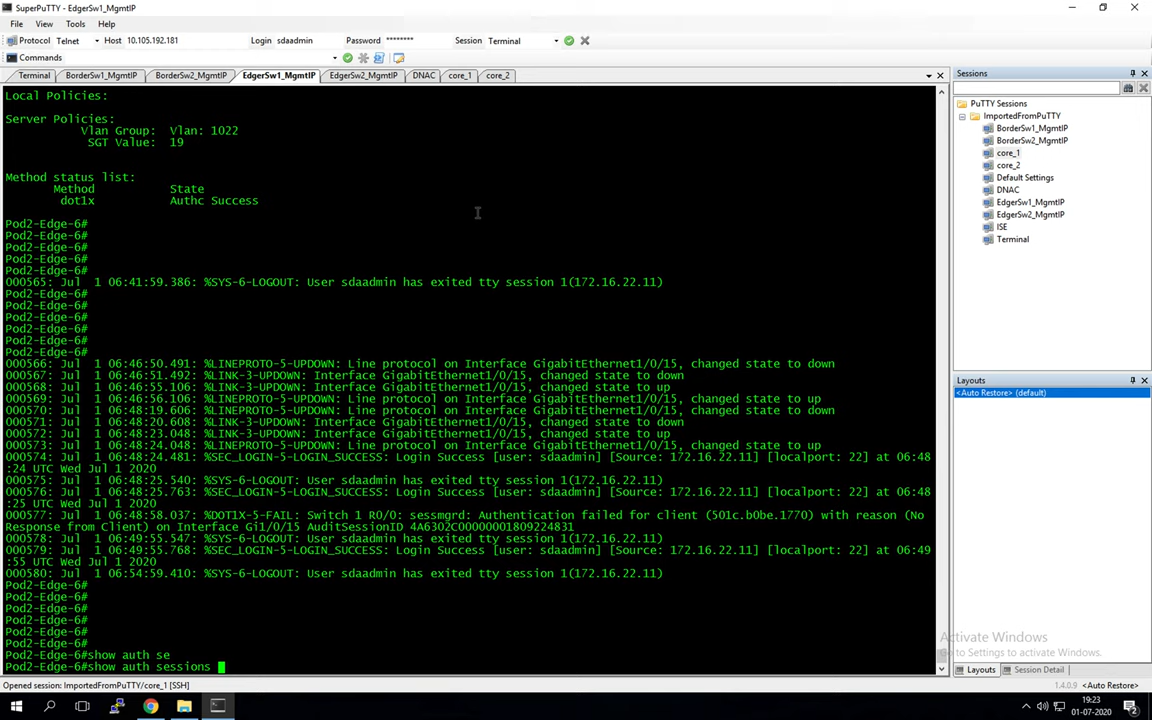 SuperPuTTY - EdgerSw1_MgmtIP
File View Tools Help
Protocol Telnet Host 10.105.192.181 Login sdaadmin Password ******** Session Terminal
Commands
Terminal BorderSw1_MgmtIP BorderSw2_MgmtIP EdgerSw1_MgmtIP EdgerSw2_MgmtIP DNAC core_1 core_2
Local Policies:
Server Policies:
Vlan Group: Vlan: 1022
SGT Value: 19
Method status list:
Method State
dot1x Authc Success
Pod2-Edge-6#
Pod2-Edge-6#
Pod2-Edge-6#
Pod2-Edge-6#
Pod2-Edge-6#
000565: Jul 1 06:41:59.386: %SYS-6-LOGOUT: User sdaadmin has exited tty session 1(172.16.22.11)
Pod2-Edge-6#
Pod2-Edge-6#
Pod2-Edge-6#
Pod2-Edge-6#
Pod2-Edge-6#
Pod2-Edge-6#
000566: Jul 1 06:46:50.491: %LINEPROTO-5-UPDOWN: Line protocol on Interface GigabitEthernet1/0/15, changed state to down
000567: Jul 1 06:46:51.492: %LINK-3-UPDOWN: Interface GigabitEthernet1/0/15, changed state to down
000568: Jul 1 06:46:55.106: %LINK-3-UPDOWN: Interface GigabitEthernet1/0/15, changed state to up
000569: Jul 1 06:46:56.106: %LINEPROTO-5-UPDOWN: Line protocol on Interface GigabitEthernet1/0/15, changed state to up
000570: Jul 1 06:48:19.606: %LINEPROTO-5-UPDOWN: Line protocol on Interface GigabitEthernet1/0/15, changed state to down
000571: Jul 1 06:48:20.608: %LINK-3-UPDOWN: Interface GigabitEthernet1/0/15, changed state to down
000572: Jul 1 06:48:23.048: %LINK-3-UPDOWN: Interface GigabitEthernet1/0/15, changed state to up
000573: Jul 1 06:48:24.048: %LINEPROTO-5-UPDOWN: Line protocol on Interface GigabitEthernet1/0/15, changed state to up
000574: Jul 1 06:48:24.481: %SEC_LOGIN-5-LOGIN_SUCCESS: Login Success [user: sdaadmin] [Source: 172.16.22.11] [localport: 22] at 06:48
:24 UTC Wed Jul 1 2020
000575: Jul 1 06:48:25.540: %SYS-6-LOGOUT: User sdaadmin has exited tty session 1(172.16.22.11)
000576: Jul 1 06:48:25.763: %SEC_LOGIN-5-LOGIN_SUCCESS: Login Success [user: sdaadmin] [Source: 172.16.22.11] [localport: 22] at 06:48
:25 UTC Wed Jul 1 2020
000577: Jul 1 06:48:58.037: %DOT1X-5-FAIL: Switch 1 R0/0: sessmgrd: Authentication failed for client (501c.b0be.1770) with reason (No
Response from Client) on Interface Gi1/0/15 AuditSessionID 4A6302C00000001809224831
000578: Jul 1 06:49:55.547: %SYS-6-LOGOUT: User sdaadmin has exited tty session 1(172.16.22.11)
000579: Jul 1 06:49:55.768: %SEC_LOGIN-5-LOGIN_SUCCESS: Login Success [user: sdaadmin] [Source: 172.16.22.11] [localport: 22] at 06:49
:55 UTC Wed Jul 1 2020
000580: Jul 1 06:54:59.410: %SYS-6-LOGOUT: User sdaadmin has exited tty session 1(172.16.22.11)
Pod2-Edge-6#
Pod2-Edge-6#
Pod2-Edge-6#
Pod2-Edge-6#
Pod2-Edge-6#
Pod2-Edge-6#
Pod2-Edge-6#show auth se
Pod2-Edge-6#show auth sessions
Sessions
PuTTY Sessions
ImportedFromPuTTY
BorderSw1_MgmtIP
BorderSw2_MgmtIP
core_1
core_2
Default Settings
DNAC
EdgerSw1_MgmtIP
EdgerSw2_MgmtIP
ISE
Terminal
Layouts
<Auto Restore> (default)
Activate Windows
Go to Settings to activate Windows.
Layouts Session Detail
Opened session: ImportedFromPuTTY/core_1 [SSH] 1.4.0.9 <Auto Restore>
19:23
01-07-2020
2